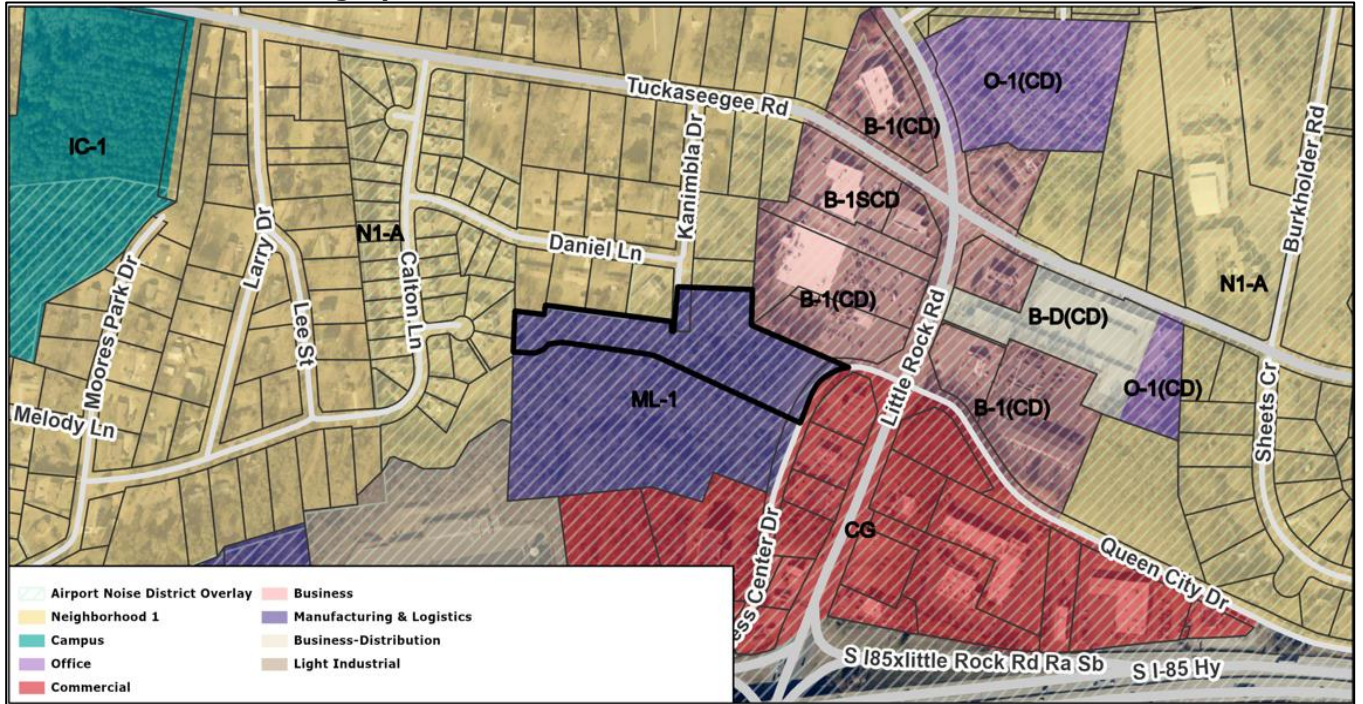 Tuckaseegee Rd
O-1(CD)
B-1(CD)
IC-1
B-1SCD
Burkholder Rd
Kanimbla Dr
Larry Dr
N1-A
Calton Ln
Daniel Ln
Moores Park Dr
Lee St
B-1(CD)
Little Rock Rd
B-D(CD)
N1-A
O-1(CD)
ML-1
B-1(CD)
Melody Ln
Sheets Cr
CG
Queen City Dr
ess Center Dr
S I85xlittle Rock Rd Ra Sb
S I-85 Hy
Airport Noise District Overlay
Neighborhood 1
Campus
Office
Commercial
Business
Manufacturing & Logistics
Business-Distribution
Light Industrial